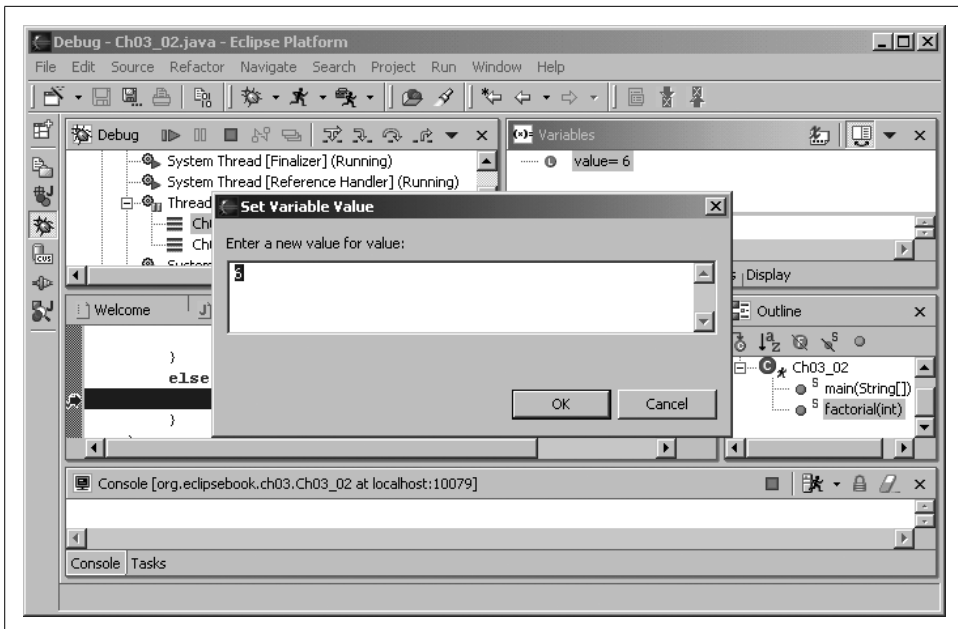 Debug - Ch03_02.java - Eclipse Platform
File Edit Source Refactor Navigate Search Project Run Window Help
Debug
Variables
System Thread [Finalizer] (Running)
value= 6
System Thread [Reference Handler] (Running)
Thread
Set Variable Value
Enter a new value for value:
Display
Welcome
Outline
}
else
}
Ch03_02
main(String[])
factorial(int)
OK
Cancel
Console [org.eclipsebook.ch03.Ch03_02 at localhost:10079]
Console Tasks